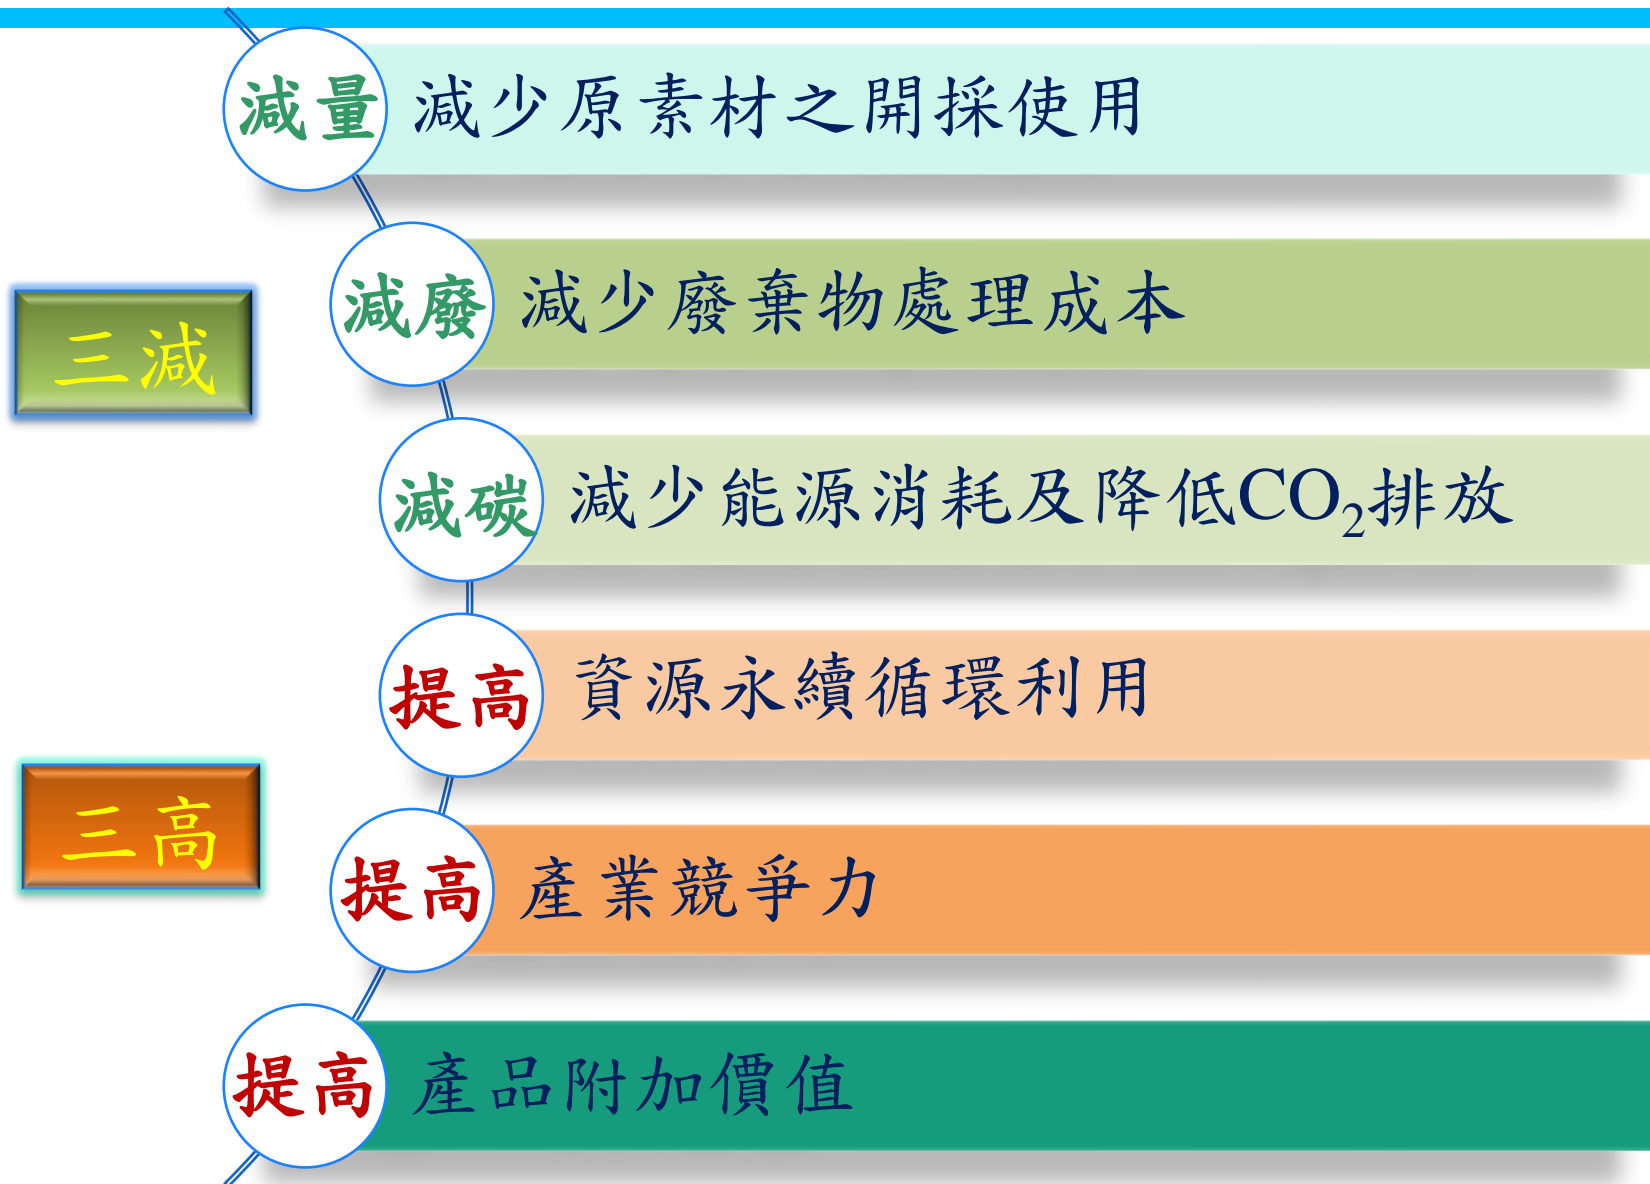 減量 減少原素材之開採使用
減廢 減少廢棄物處理成本
三減
減碳 減少能源消耗及降低CO₂排放
提高 資源永續循環利用
三高
提高 產業競爭力
提高 產品附加價值